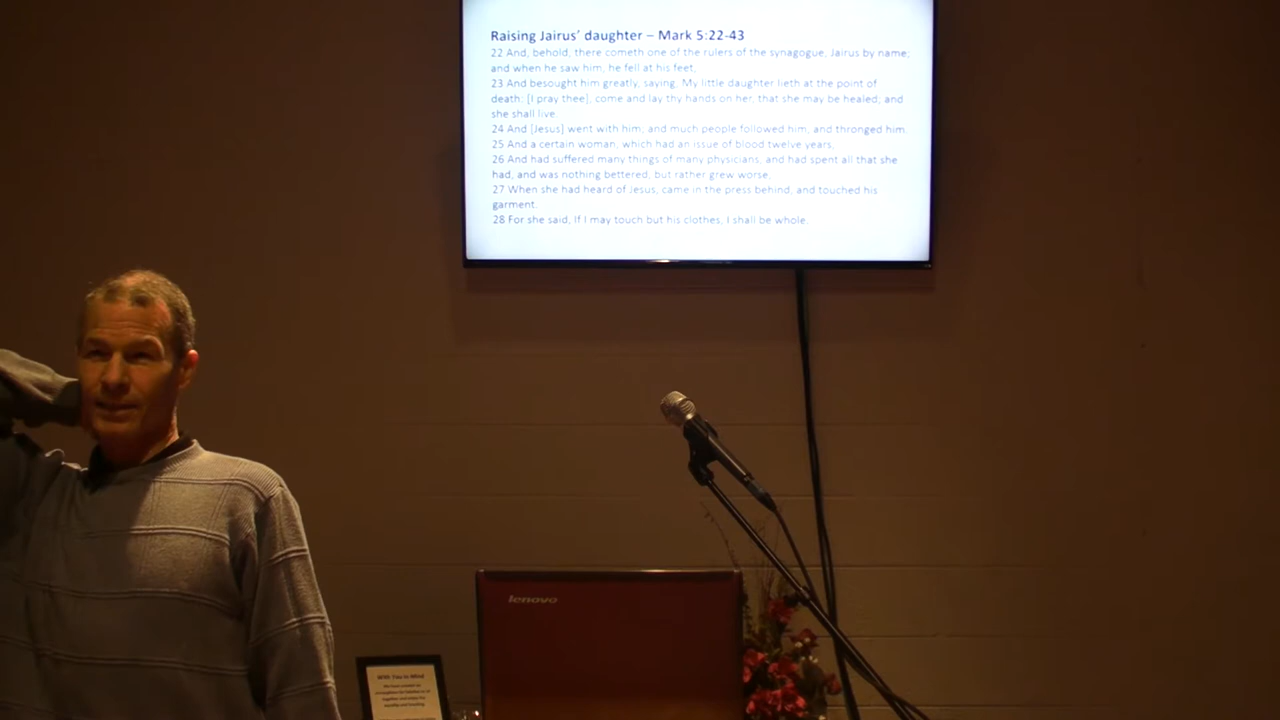 Raising Jairus' daughter – Mark 5:22-43
22 And, behold, there cometh one of the rulers of the synagogue, Jairus by name;
and when he saw him, he fell at his feet,
23 And besought him greatly, saying, My little daughter lieth at the point of
death: [I pray thee], come and lay thy hands on her, that she may be healed; and
she shall live.
24 And [Jesus] went with him; and much people followed him, and thronged him.
25 And a certain woman, which had an issue of blood twelve years,
26 And had suffered many things of many physicians, and had spent all that she
had, and was nothing bettered, but rather grew worse,
27 When she had heard of Jesus, came in the press behind, and touched his
garment.
28 For she said, If I may touch but his clothes, I shall be whole.
lenovo
With You in Mind